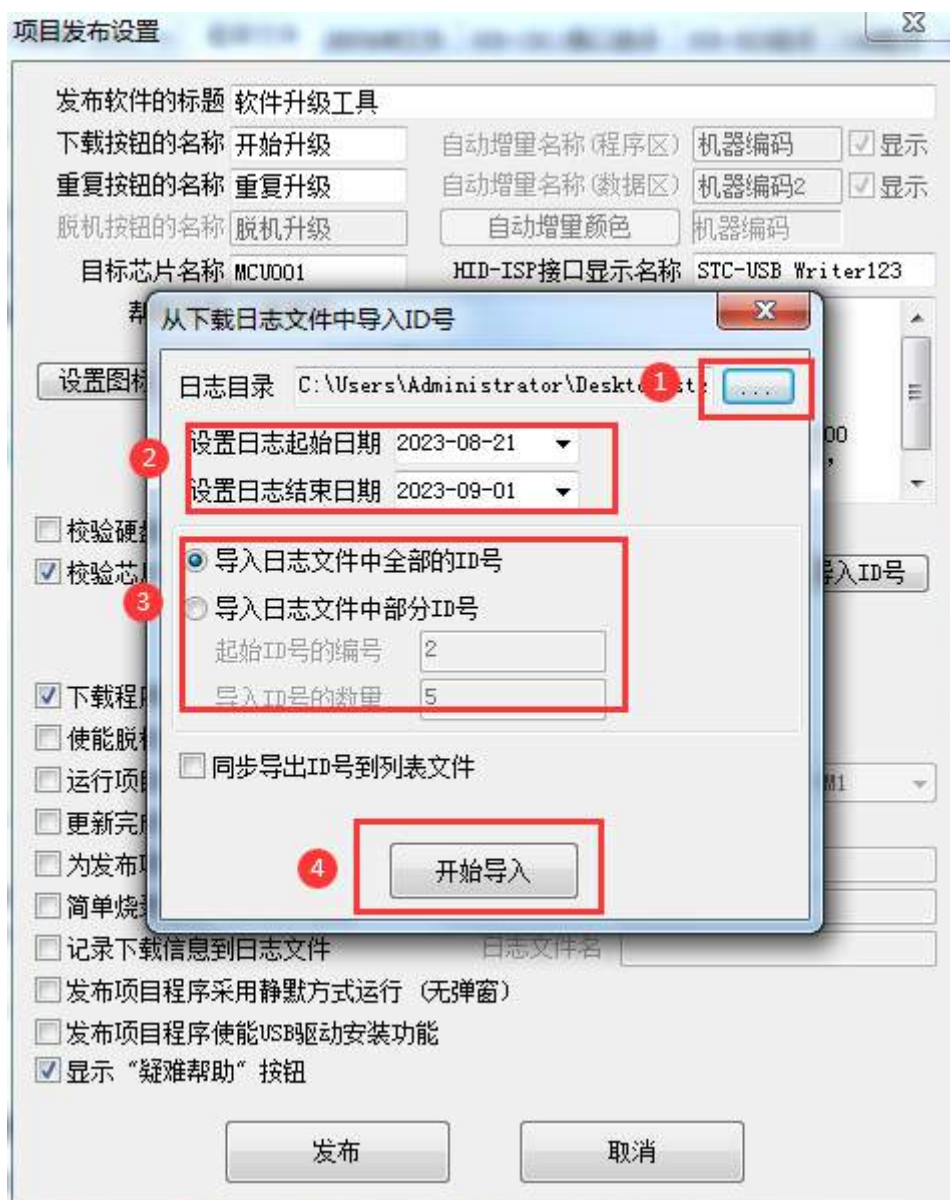 项目发布设置
发布软件的标题 软件升级工具
下载按钮的名称 开始升级 自动增量名称(程序区) 机器编码 显示
重复按钮的名称 重复升级 自动增量名称(数据区) 机器编码2 显示
脱机按钮的名称 脱机升级 自动增量颜色 机器编码
目标芯片名称 MCU001 HID-ISP接口显示名称 STC-USB Writer123
从下载日志文件中导入ID号
设置图标
日志目录 C:\Users\Administrator\Deskto 1 ...
00
2 设置日志起始日期 2023-08-21
设置日志结束日期 2023-09-01
校验硬盘
导入日志文件中全部的ID号
校验芯 导入ID号
3 导入日志文件中部分ID号
起始ID号的编号 2
下载程 导入ID号的数量 5
使能脱
运行项 同步导出ID号到列表文件 M1
更新完
为发布 4 开始导入
简单烧
记录下载信息到日志文件 日志文件名
发布项目程序采用静默方式运行 (无弹窗)
发布项目程序使能USB驱动安装功能
显示 “疑难帮助” 按钮
发布 取消